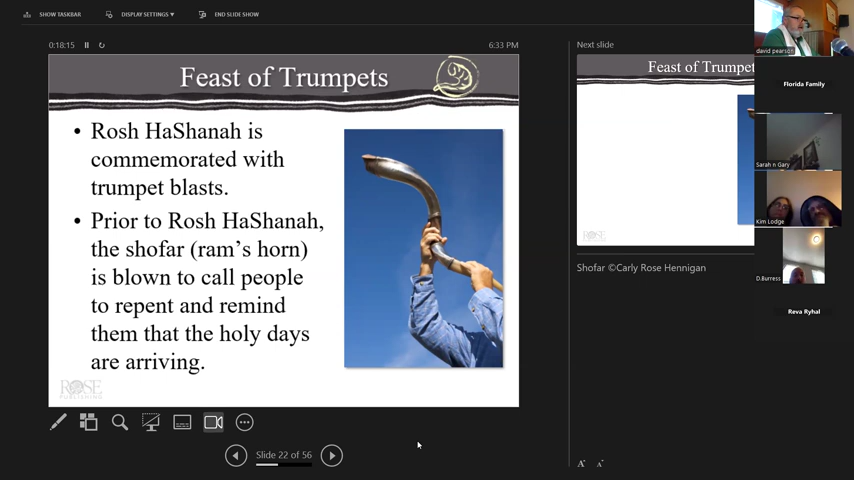 SHOW TASKBAR
DISPLAY SETTINGS ▼
END SLIDE SHOW
0:18:15
6:33 PM
Feast of Trumpets
• Rosh HaShanah is
commemorated with
trumpet blasts.
• Prior to Rosh HaShanah,
the shofar (ram's horn)
is blown to call people
to repent and remind
them that the holy days
are arriving.
ROSE
PUBLISHING
Slide 22 of 56
Next slide
Feast of Trumpet
ROSE
Shofar ©Carly Rose Hennigan
A A
david pearson
Florida Family
Sarah n Gary
Kim Lodge
D.Burress
Reva Ryhal